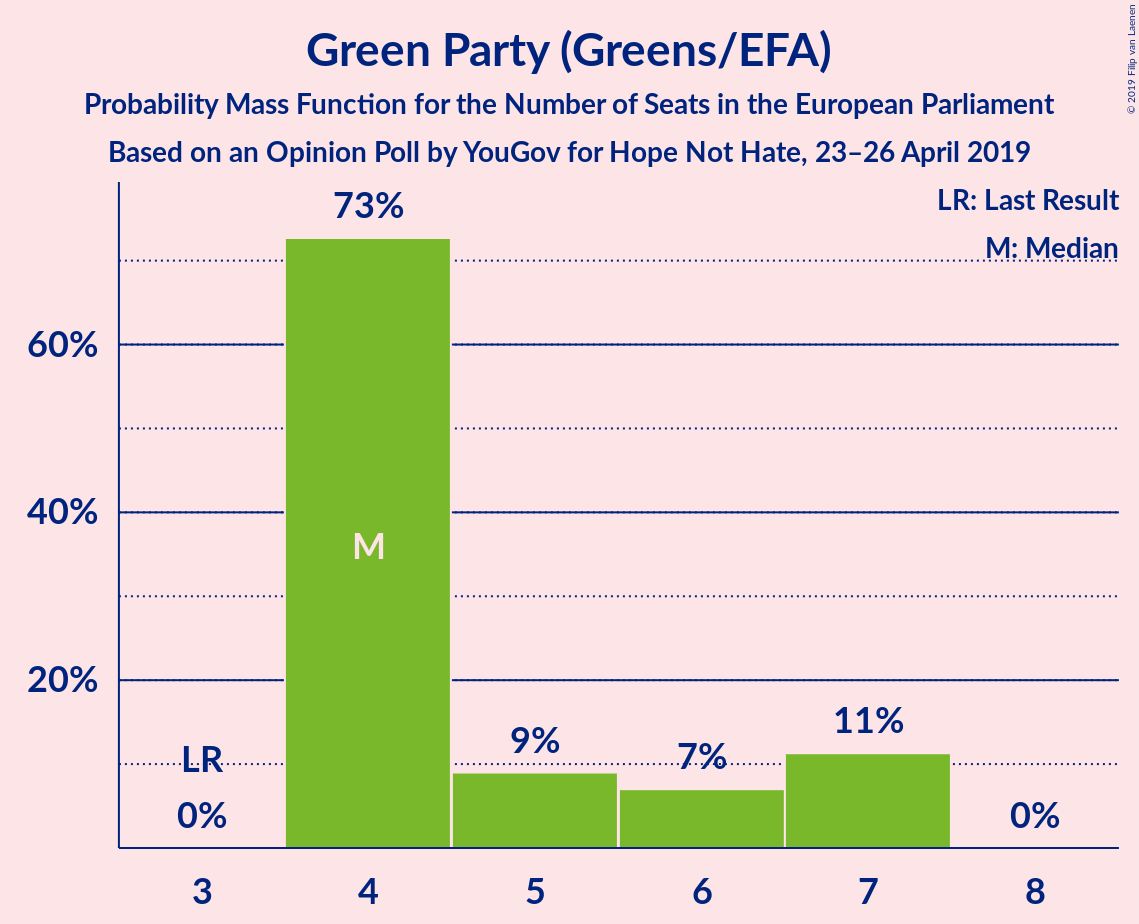 Green Party (Greens/EFA)
Probability Mass Function for the Number of Seats in the European Parliament
Based on an Opinion Poll by YouGov for Hope Not Hate, 23–26 April 2019
© 2019 Filip van Laenen
LR: Last Result
M: Median
73%
60%
40%
20%
M
LR
0%
9%
7%
11%
0%
3 4 5 6 7 8